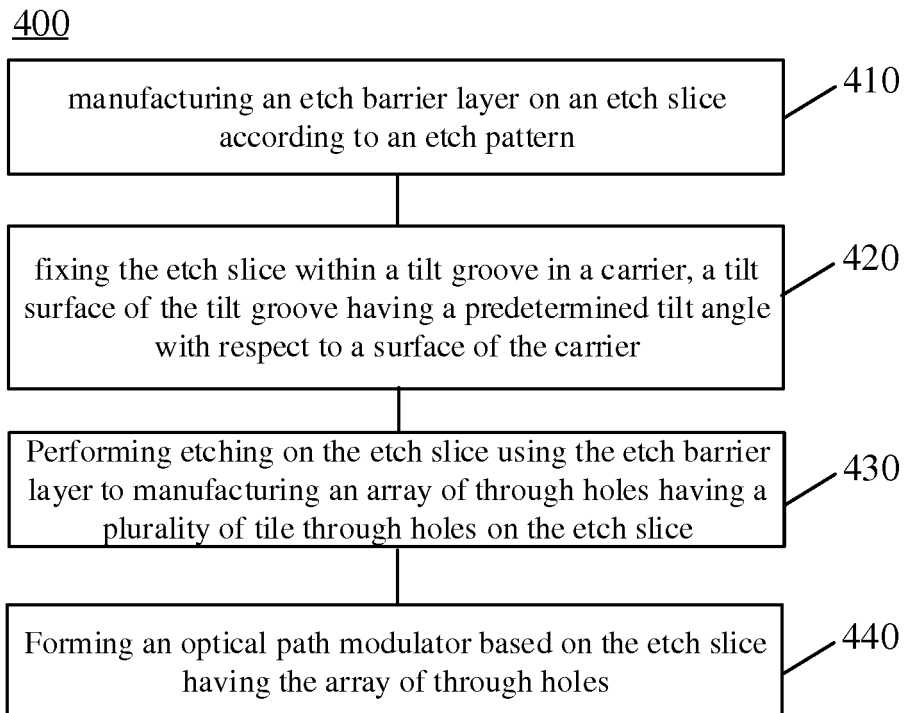 400
manufacturing an etch barrier layer on an etch slice
according to an etch pattern
410
fixing the etch slice within a tilt groove in a carrier, a tilt
surface of the tilt groove having a predetermined tilt angle
with respect to a surface of the carrier
420
Performing etching on the etch slice using the etch barrier
layer to manufacturing an array of through holes having a
plurality of tile through holes on the etch slice
430
Forming an optical path modulator based on the etch slice
having the array of through holes
440